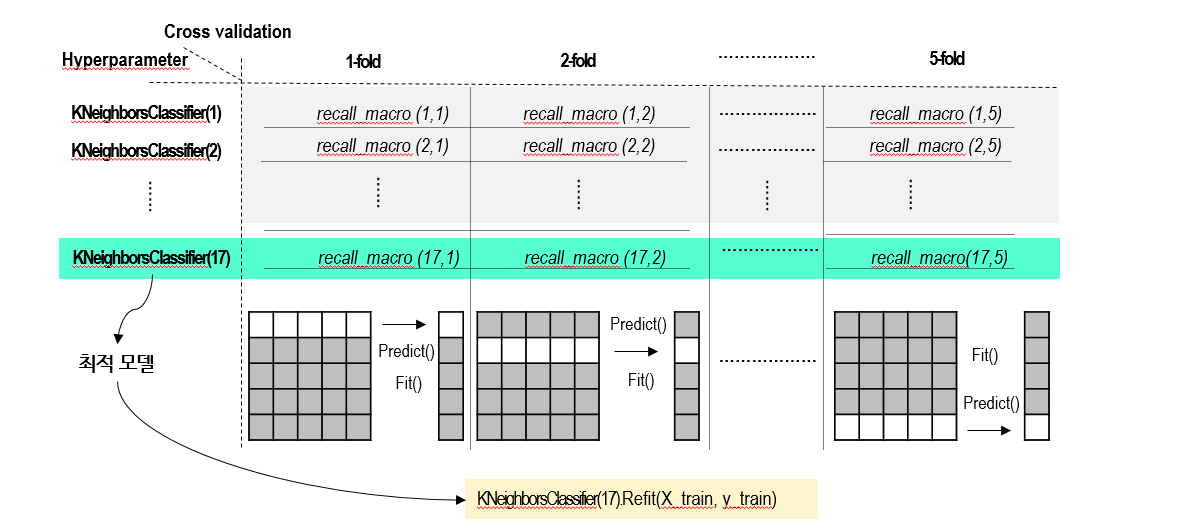 Cross validation
Hyperparameter
1-fold 2-fold 5-fold
KNeighborsClassifier(1) recall_macro (1,1) recall_macro (1,2) recall_macro (1,5)
KNeighborsClassifier(2) recall_macro (2,1) recall_macro (2,2) recall_macro (2,5)
KNeighborsClassifier(17) recall_macro (17,1) recall_macro (17,2) recall_macro(17,5)
Predict()
Fit()
Predict()
Fit()
Fit()
Predict()
최적 모델
KNeighborsClassifier(17).Refit(X_train, y_train)